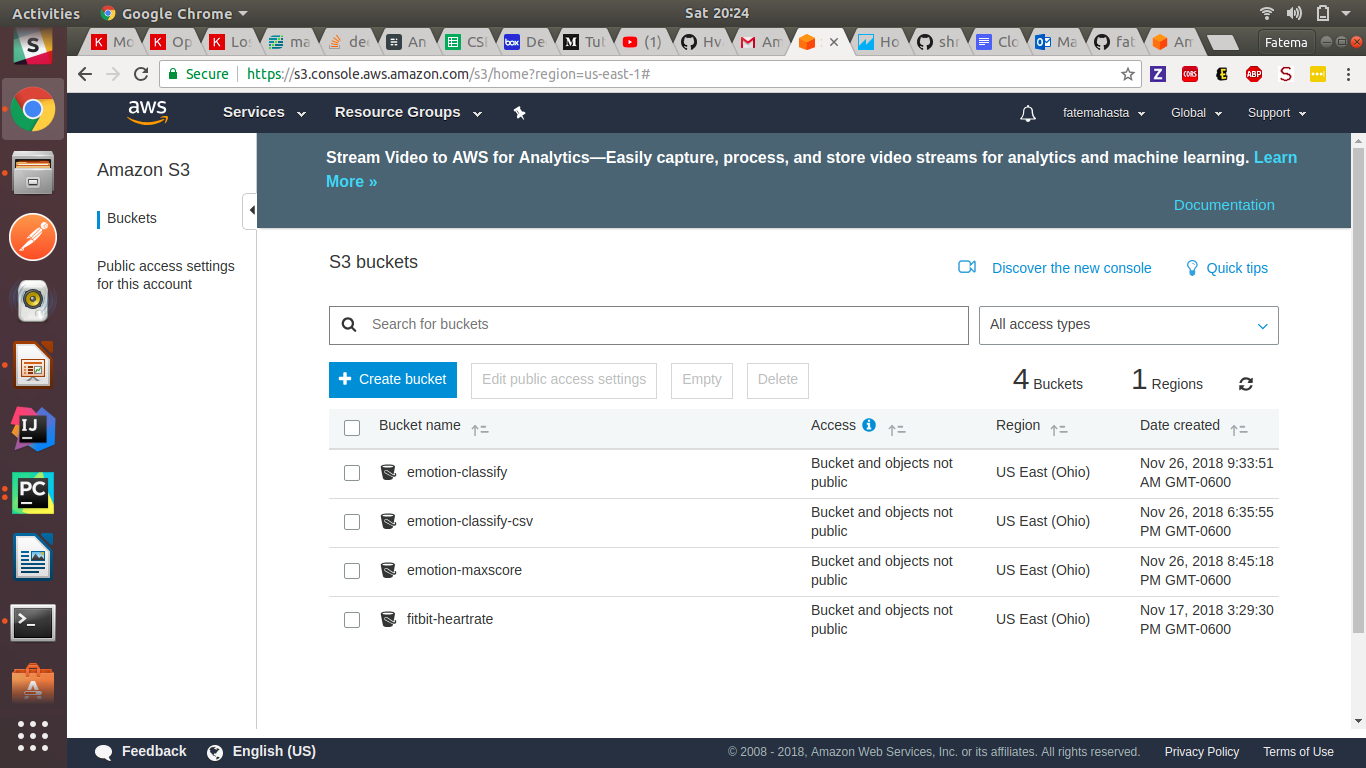 Activities
Google Chrome
Sat 20:24
Mo
Op
Lo
ma
de
An
CS
box
De
M
Tut
(1)
Hv
Am
Ho
shr
Clo
Ma
fat
Am
Fatema
Secure
https://s3.console.aws.amazon.com/s3/home?region=us-east-1#
Z
CORS
E
ABP
S
aws
Services
Resource Groups
fatemahasta
Global
Support
Amazon S3
Buckets
Public access settings
for this account
Stream Video to AWS for Analytics—Easily capture, process, and store video streams for analytics and machine learning. Learn
More »
Documentation
S3 buckets
Discover the new console
Quick tips
Search for buckets
All access types
Create bucket
Edit public access settings
Empty
Delete
4 Buckets
1 Regions
Bucket name
Access
Region
Date created
emotion-classify
Bucket and objects not
public
US East (Ohio)
Nov 26, 2018 9:33:51
AM GMT-0600
emotion-classify-csv
Bucket and objects not
public
US East (Ohio)
Nov 26, 2018 6:35:55
PM GMT-0600
emotion-maxscore
Bucket and objects not
public
US East (Ohio)
Nov 26, 2018 8:45:18
PM GMT-0600
fitbit-heartrate
Bucket and objects not
public
US East (Ohio)
Nov 17, 2018 3:29:30
PM GMT-0600
S
IJ
PC
A
Feedback
English (US)
© 2008 - 2018, Amazon Web Services, Inc. or its affiliates. All rights reserved.
Privacy Policy
Terms of Use